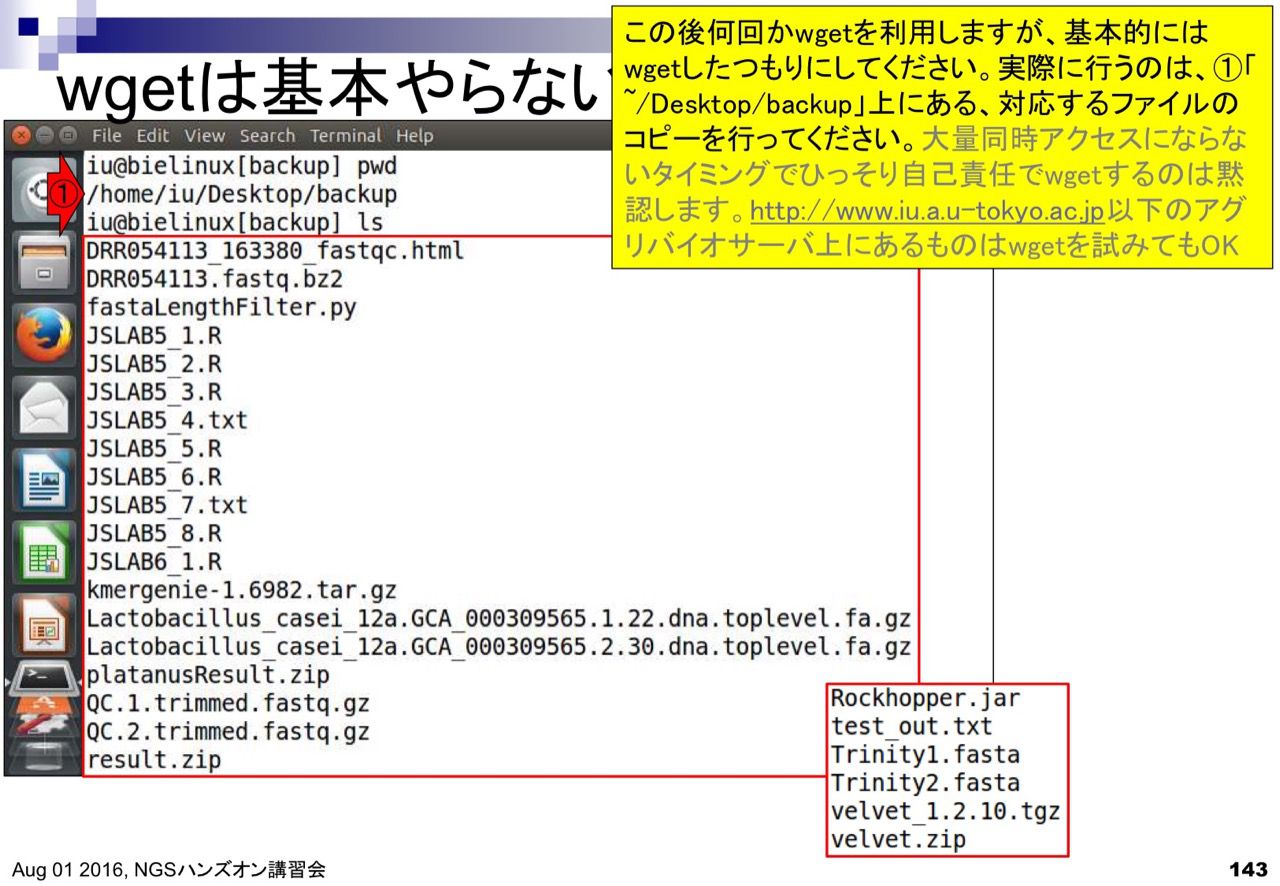 wgetは基本やらない
この後何回かwgetを利用しますが、基本的には
wgetしたつもりにしてください。実際に行うのは、①「
~/Desktop/backup」上にある、対応するファイルの
コピーを行ってください。大量同時アクセスにならな
いタイミングでひっそり自己責任でwgetするのは黙
認します。http://www.iu.a.u-tokyo.ac.jp以下のアグ
リバイオサーバ上にあるものはwgetを試みてもOK
File Edit View Search Terminal Help
iu@bielinux[backup] pwd
①
/home/iu/Desktop/backup
iu@bielinux[backup] ls
DRR054113_163380_fastqc.html
DRR054113.fastq.bz2
fastaLengthFilter.py
JSLAB5_1.R
JSLAB5_2.R
JSLAB5_3.R
JSLAB5_4.txt
JSLAB5_5.R
JSLAB5_6.R
JSLAB5_7.txt
JSLAB5_8.R
JSLAB6_1.R
kmergenie-1.6982.tar.gz
Lactobacillus_casei_12a.GCA_000309565.1.22.dna.toplevel.fa.gz
Lactobacillus_casei_12a.GCA_000309565.2.30.dna.toplevel.fa.gz
platanusResult.zip
QC.1.trimmed.fastq.gz
QC.2.trimmed.fastq.gz
result.zip
Rockhopper.jar
test_out.txt
Trinity1.fasta
Trinity2.fasta
velvet_1.2.10.tgz
velvet.zip
Aug 01 2016, NGSハンズオン講習会
143